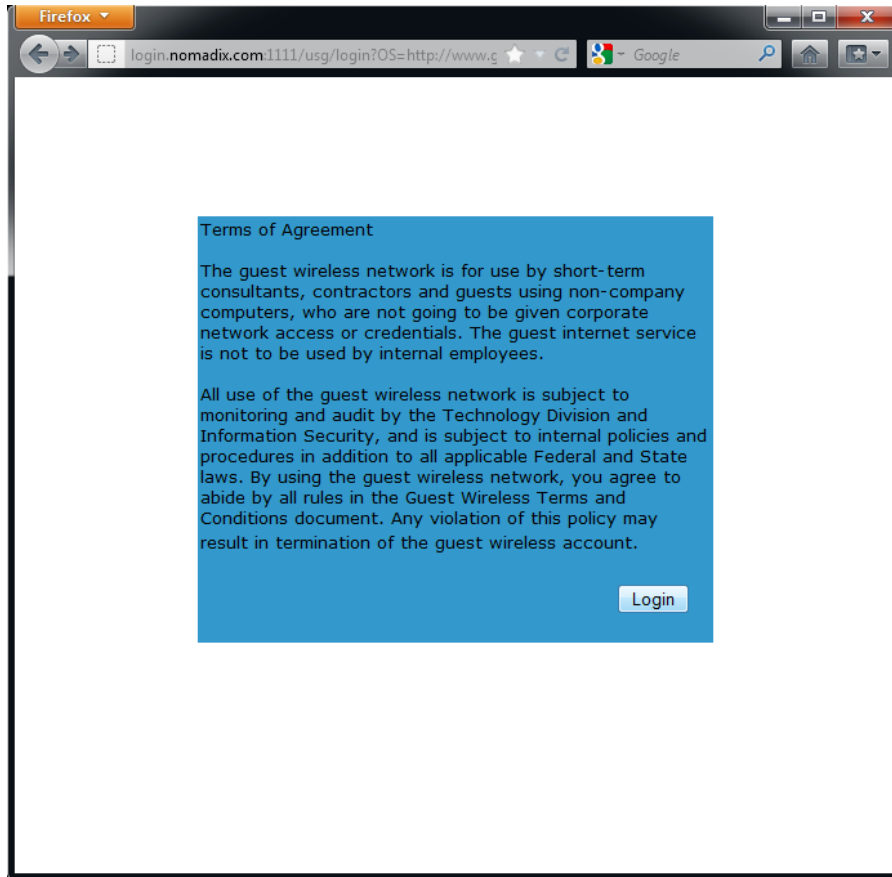 Firefox
login.nomadix.com:1111/usg/login?OS=http://www.g
Google
Terms of Agreement
The guest wireless network is for use by short-term
consultants, contractors and guests using non-company
computers, who are not going to be given corporate
network access or credentials. The guest internet service
is not to be used by internal employees.
All use of the guest wireless network is subject to
monitoring and audit by the Technology Division and
Information Security, and is subject to internal policies and
procedures in addition to all applicable Federal and State
laws. By using the guest wireless network, you agree to
abide by all rules in the Guest Wireless Terms and
Conditions document. Any violation of this policy may
result in termination of the guest wireless account.
Login